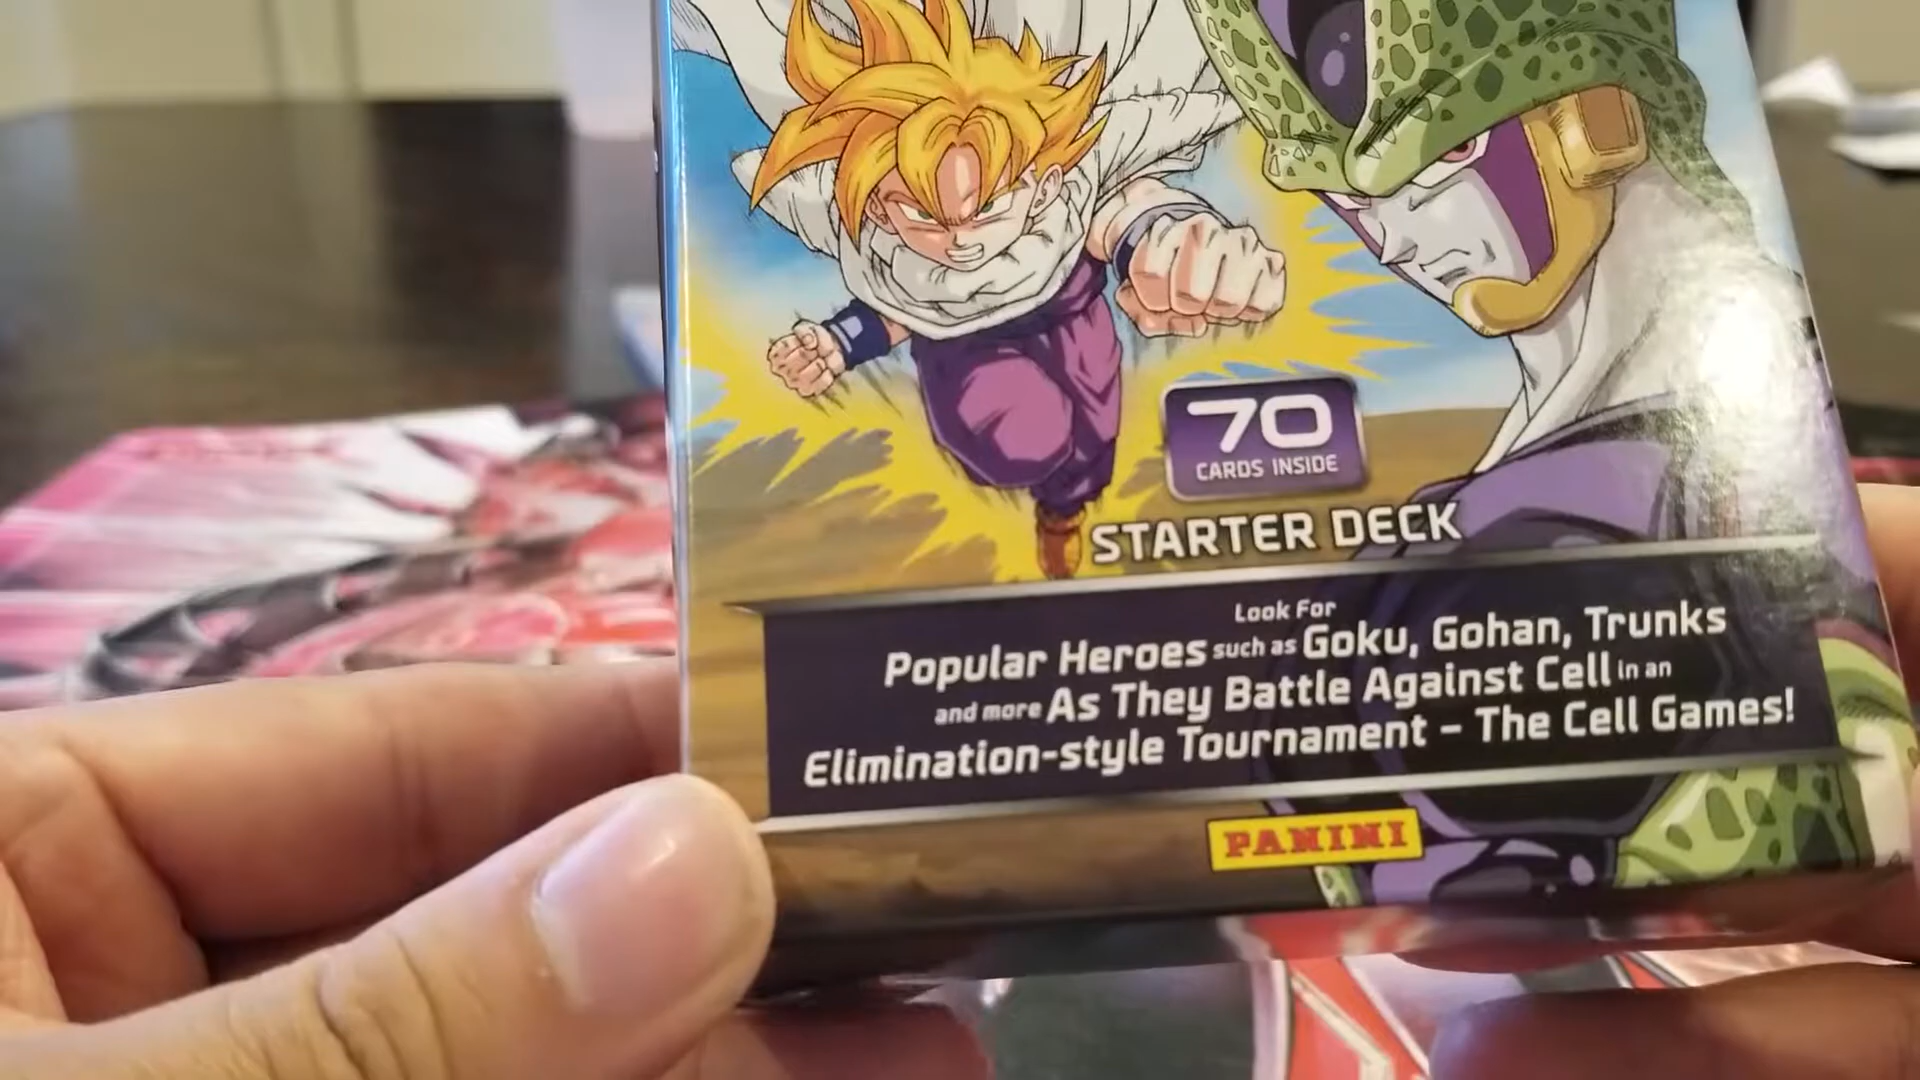 70
CARDS INSIDE
STARTER DECK
Look For
Popular Heroes such as Goku, Gohan, Trunks
and more As They Battle Against Cell in an
Elimination-style Tournament – The Cell Games!
PANINI